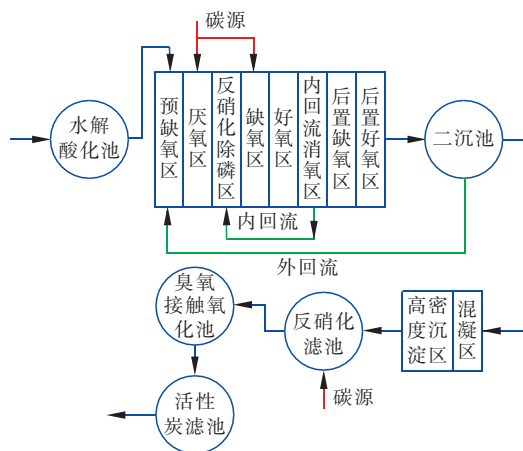 碳源
水解
酸化池
预缺氧区
厌氧区
反硝化除磷区
缺氧区
好氧区
内回流消氧区
后置缺氧区
后置好氧区
二沉池
内回流
外回流
臭氧
接触氧
化池
反硝化
滤池
高密
度沉
淀区
混凝区
碳源
活性
炭滤池